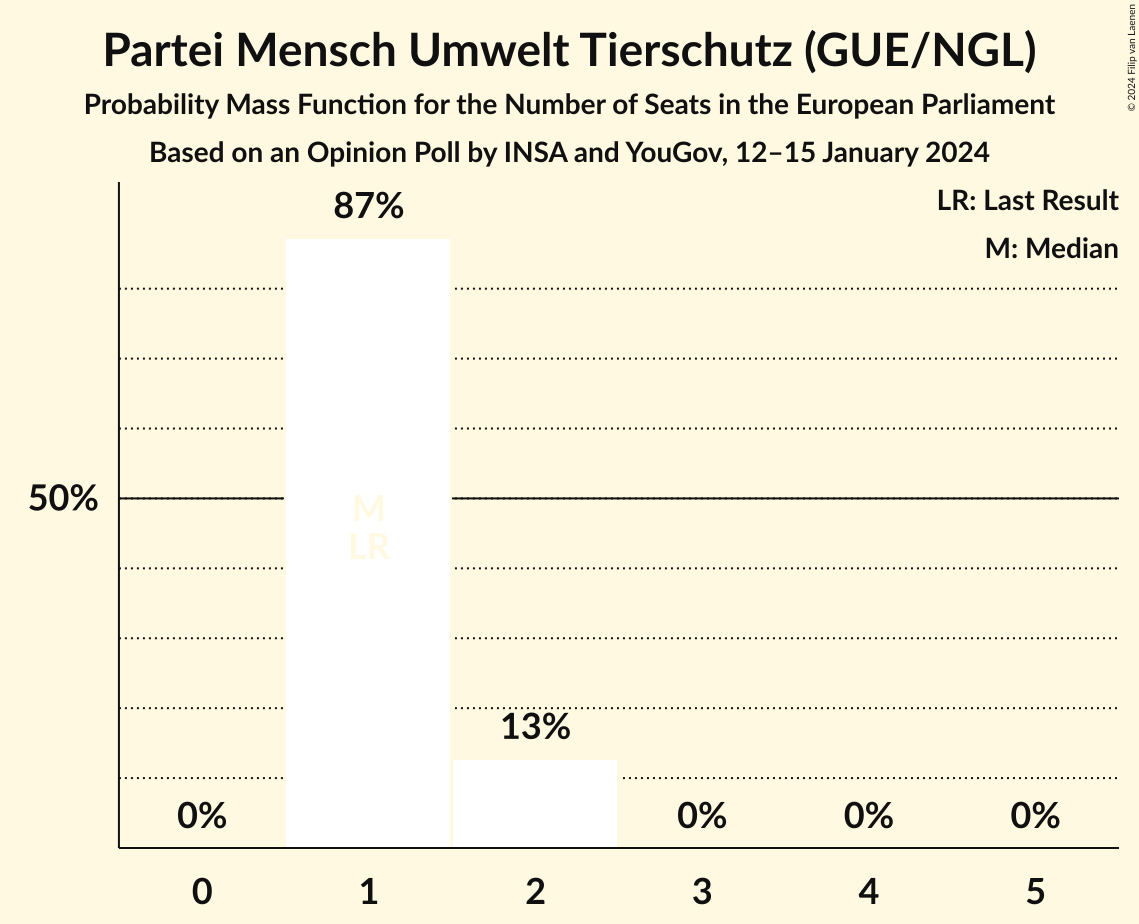 Partei Mensch Umwelt Tierschutz (GUE/NGL)
Probability Mass Function for the Number of Seats in the European Parliament
Based on an Opinion Poll by INSA and YouGov, 12–15 January 2024
© 2024 Filip van Laenen
LR: Last Result
M: Median
87%
50%
M
LR
13%
0%
0%
0%
0%
0
1
2
3
4
5